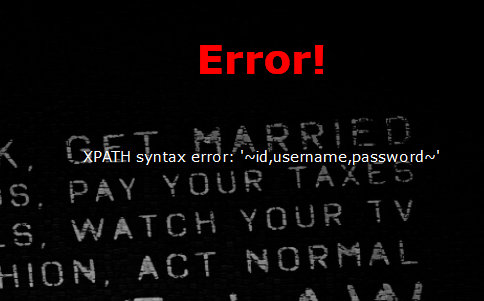 Error!
K, GET MARRIED
XPATH syntax error: '~id,username,password~'
S, PAY YOUR TAXES
LS, WATCH YOUR TV
HION, ACT NORMAL
LAW